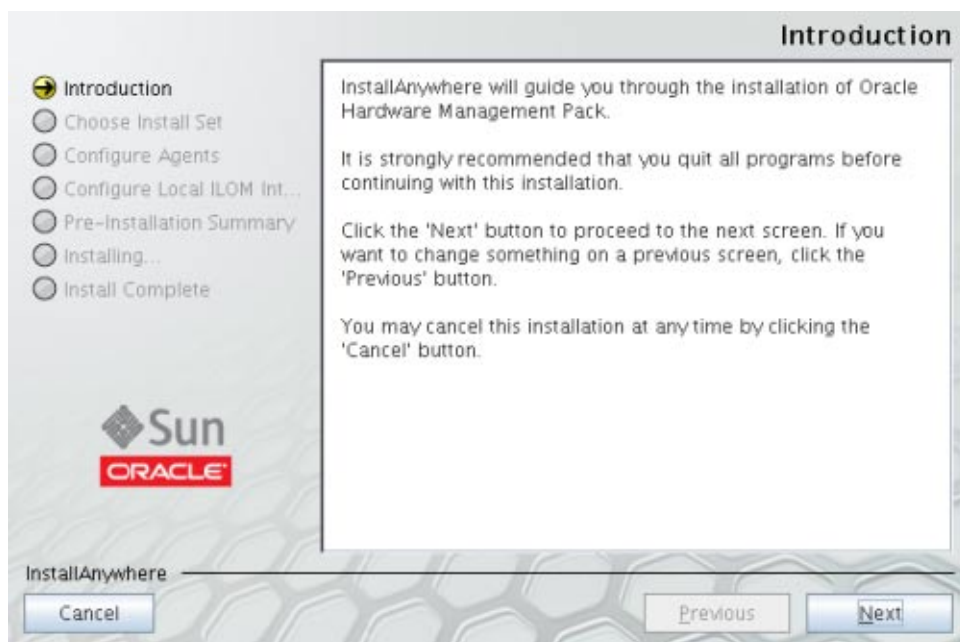 Introduction
Introduction
Choose Install Set
Configure Agents
Configure Local ILOM Int...
Pre-Installation Summary
Installing...
Install Complete
InstallAnywhere will guide you through the installation of Oracle
Hardware Management Pack.
It is strongly recommended that you quit all programs before
continuing with this installation.
Click the 'Next' button to proceed to the next screen. If you
want to change something on a previous screen, click the
'Previous' button.
You may cancel this installation at any time by clicking the
'Cancel' button.
Sun
ORACLE
InstallAnywhere
Cancel
Previous
Next